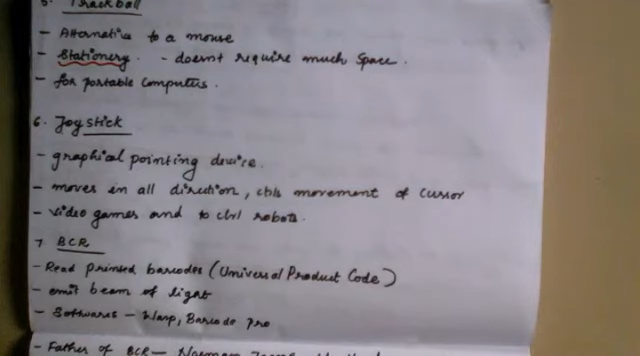 5. Trackball
- Alternative to a mouse
- Stationery - doesnt require much space.
- for portable computers.
6. Joystick
- graphical pointing device.
- moves in all direction, ctrls movement of cursor
- video games and to ctrl robots.
7 BCR
- Read printed barcodes (Universal Product Code)
- emit beam of light
- Softwares - Wasp, Barcode Pro
- Father of BCR - Norman